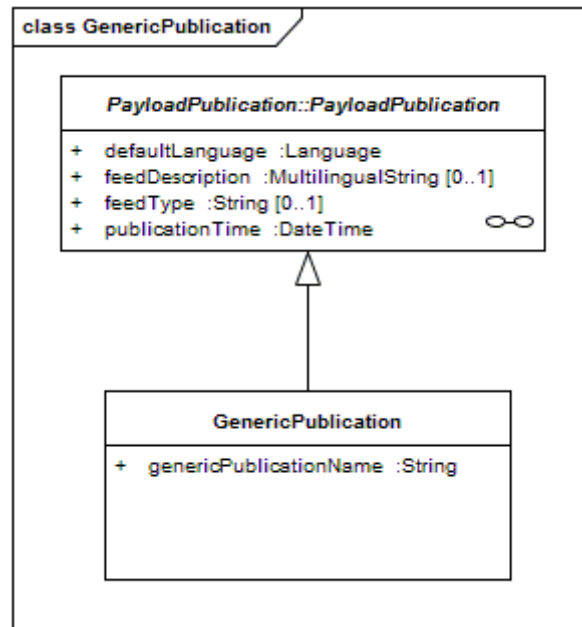 class GenericPublication
PayloadPublication::PayloadPublication
+ defaultLanguage :Language
+ feedDescription :MultilingualString [0..1]
+ feedType :String [0..1]
+ publicationTime :DateTime
GenericPublication
+ genericPublicationName :String